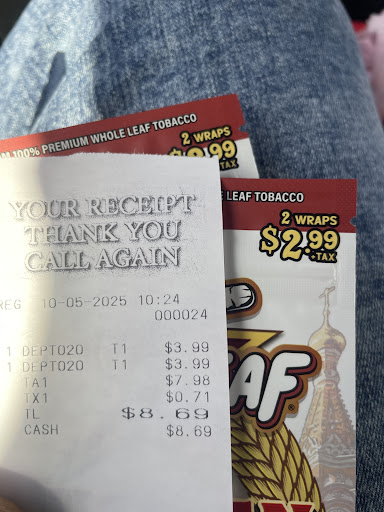 100% PREMIUM WHOLE LEAF TOBACCO
2 WRAPS
.99
TAX
LEAF TOBACCO
2 WRAPS
$2.99
+TAX
YOUR RECEIPT
THANK YOU
CALL AGAIN
REG 10-05-2025 10:24
000024
1 DEPT020 T1 $3.99
1 DEPT020 T1 $3.99
TA1 $7.98
TX1 $0.71
TL $8.69
CASH $8.69